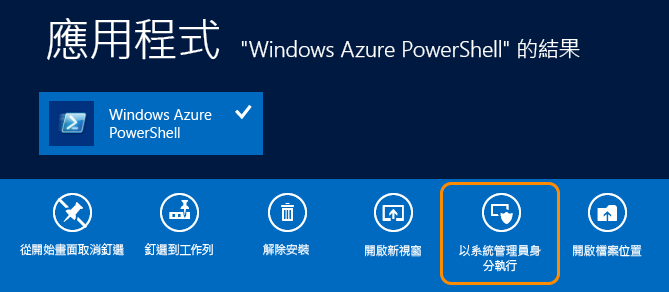 應用程式 "Windows Azure PowerShell" 的結果
Windows Azure
PowerShell
從開始畫面取消釘選
釘選到工作列
解除安裝
開啟新視窗
以系統管理員身
分執行
開啟檔案位置